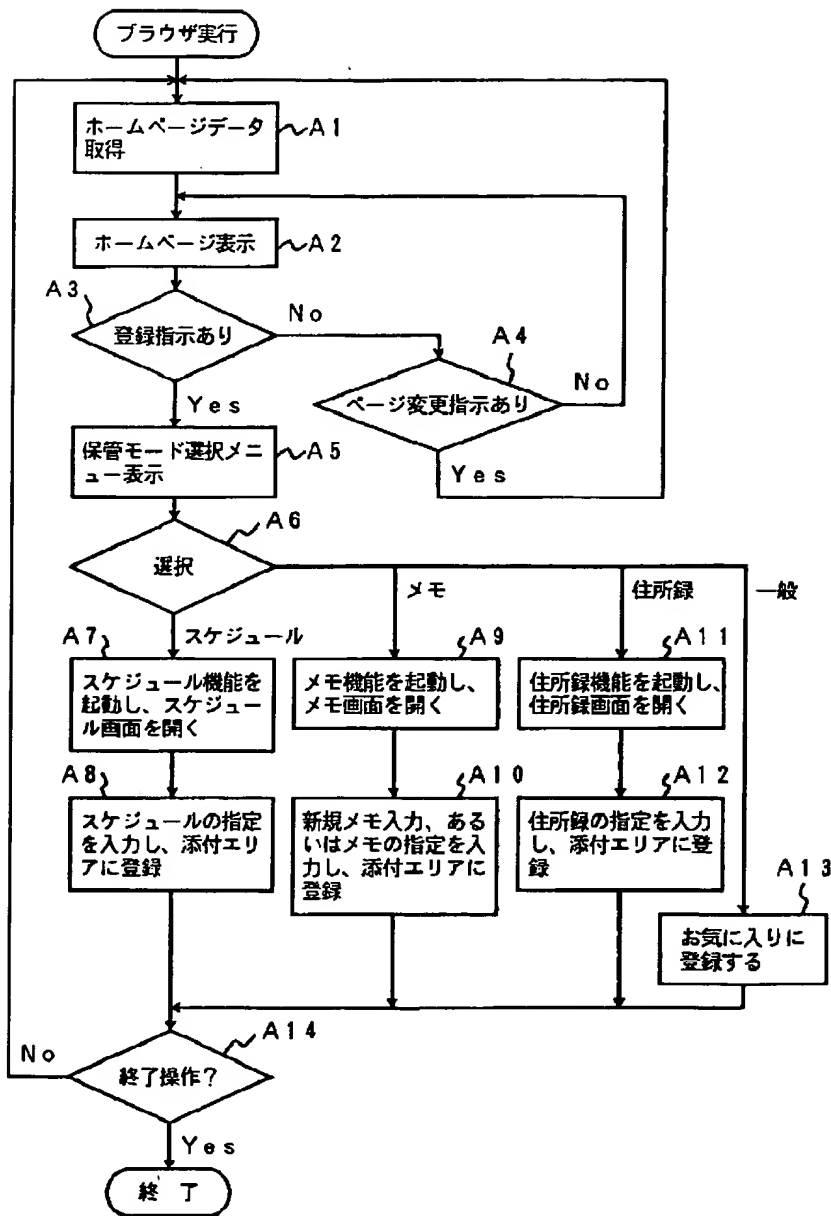 ブラウザ実行
ホームページデータ
取得
A1
ホームページ表示
A2
A3
登録指示あり
No
A4
ページ変更指示あり
No
Yes
Yes
保管モード選択メニ
ュー表示
A5
A6
選択
スケジュール
メモ
住所録
一般
A7
スケジュール機能を
起動し、スケジュー
ル画面を開く
A9
メモ機能を起動し、
メモ画面を開く
A11
住所録機能を起動し、
住所録画面を開く
A8
スケジュールの指定
を入力し、添付エリ
アに登録
A10
新規メモ入力、ある
いはメモの指定を入
力し、添付エリアに
登録
A12
住所録の指定を入力
し、添付エリアに登
録
A13
お気に入りに
登録する
A14
終了操作?
No
Yes
終了